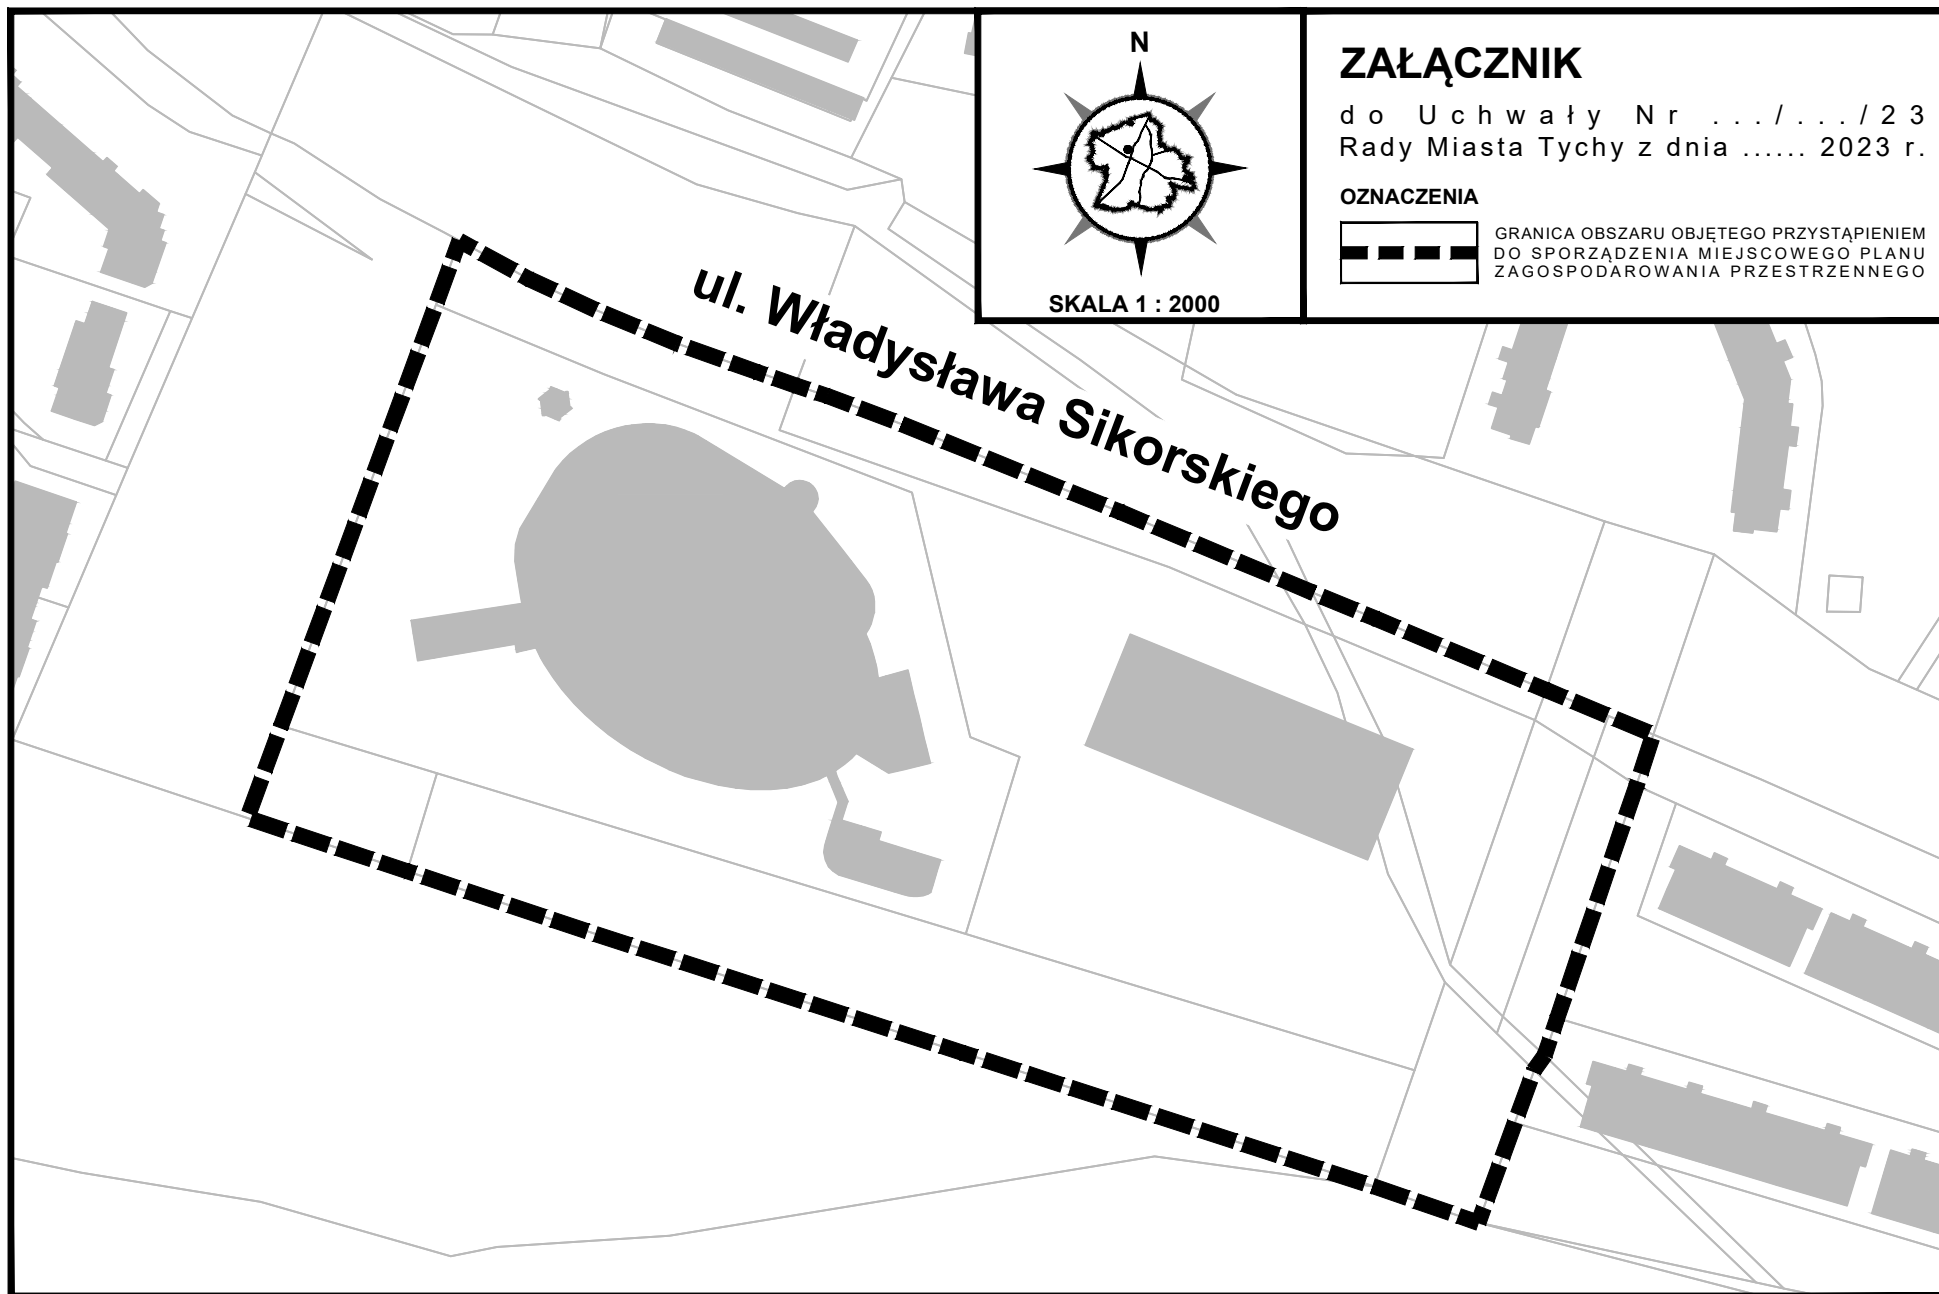 N
SKALA 1 : 2000
ZAŁĄCZNIK
do Uchwały Nr .../.../23
Rady Miasta Tychy z dnia ...... 2023 r.
OZNACZENIA
GRANICA OBSZARU OBJĘTEGO PRZYSTĄPIENIEM
DO SPORZĄDZENIA MIEJSCOWEGO PLANU
ZAGOSPODAROWANIA PRZESTRZENNEGO
ul. Władysława Sikorskiego